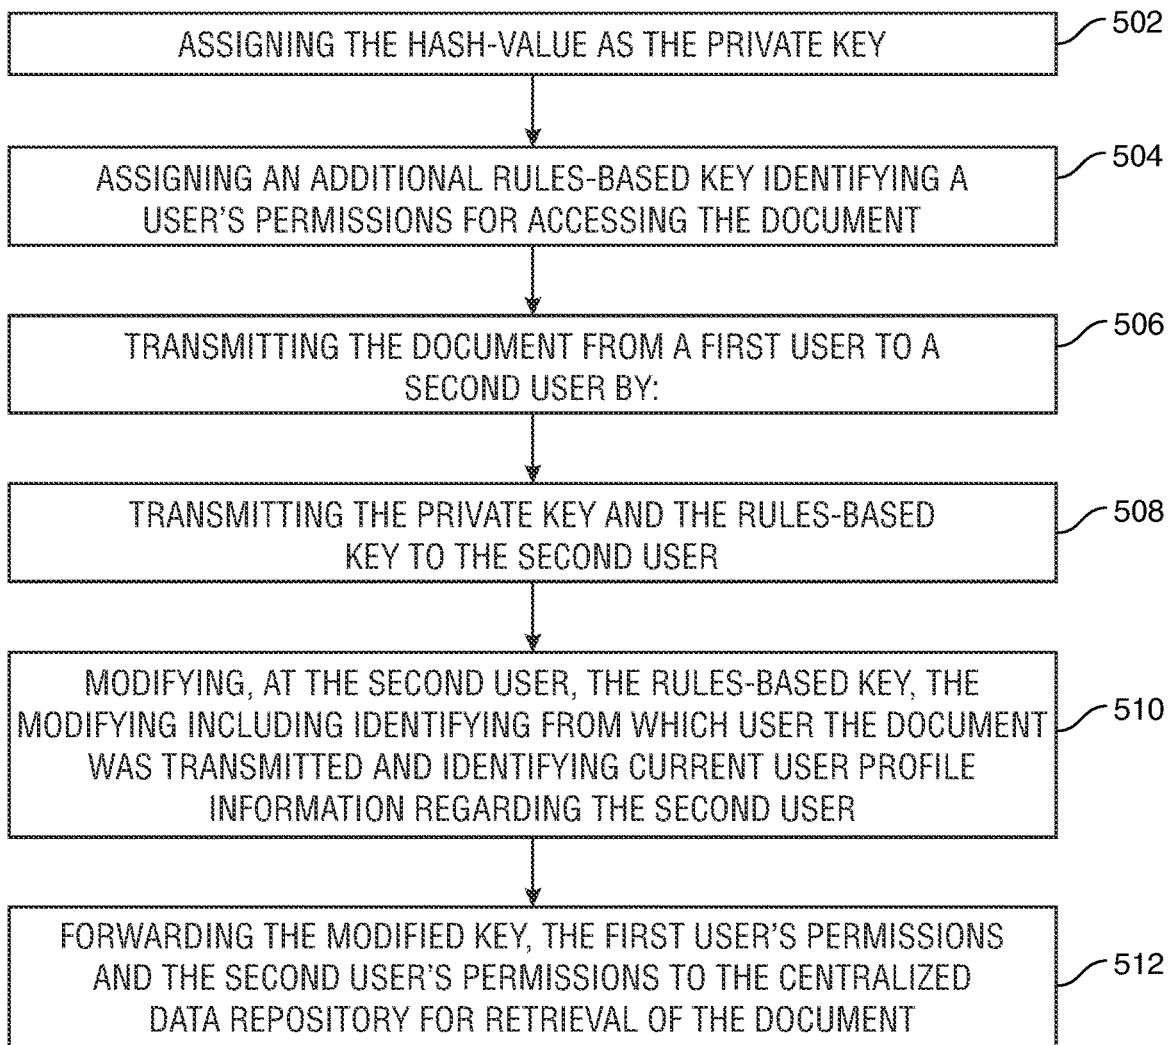 ASSIGNING THE HASH-VALUE AS THE PRIVATE KEY
502
ASSIGNING AN ADDITIONAL RULES-BASED KEY IDENTIFYING A
USER'S PERMISSIONS FOR ACCESSING THE DOCUMENT
504
TRANSMITTING THE DOCUMENT FROM A FIRST USER TO A
SECOND USER BY:
506
TRANSMITTING THE PRIVATE KEY AND THE RULES-BASED
KEY TO THE SECOND USER
508
MODIFYING, AT THE SECOND USER, THE RULES-BASED KEY, THE
MODIFYING INCLUDING IDENTIFYING FROM WHICH USER THE DOCUMENT
WAS TRANSMITTED AND IDENTIFYING CURRENT USER PROFILE
INFORMATION REGARDING THE SECOND USER
510
FORWARDING THE MODIFIED KEY, THE FIRST USER'S PERMISSIONS
AND THE SECOND USER'S PERMISSIONS TO THE CENTRALIZED
DATA REPOSITORY FOR RETRIEVAL OF THE DOCUMENT
512